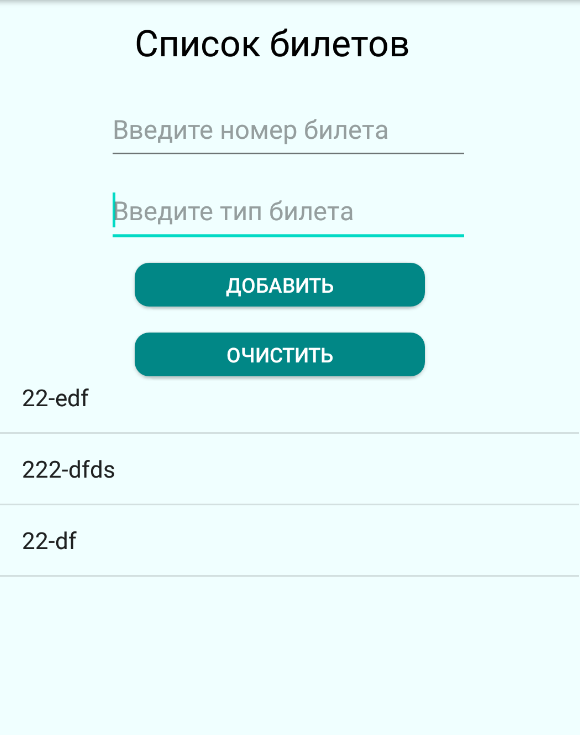 Список билетов
Введите номер билета
Введите тип билета
ДОБАВИТЬ
ОЧИСТИТЬ
22-edf
222-dfds
22-df